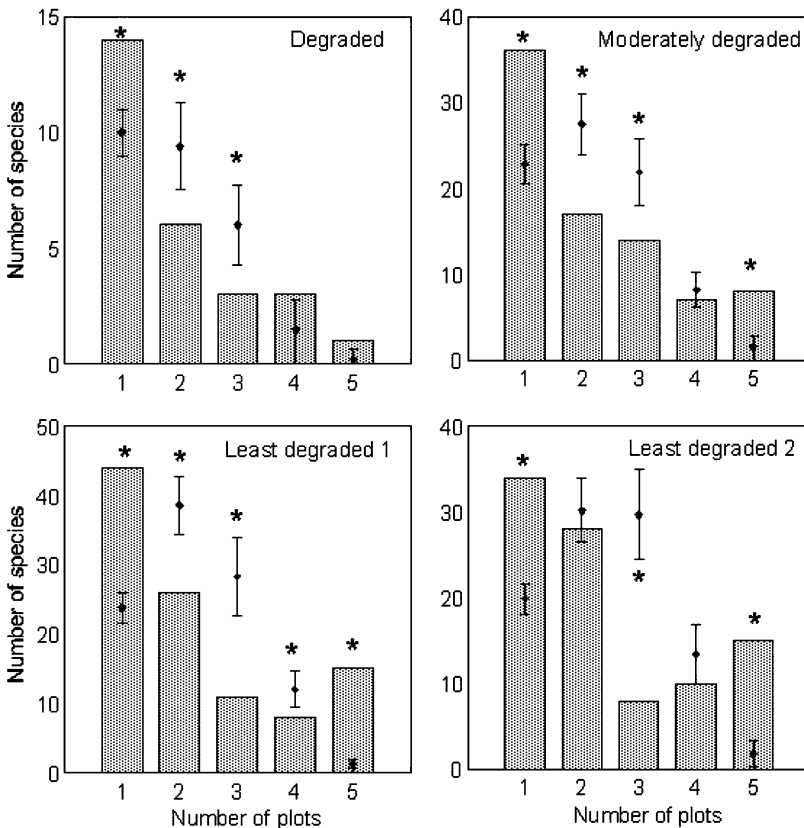 Degraded
Number of species
15
10
5
0
* * *
1 2 3 4 5
Moderately degraded
40
30
20
10
0
* * * *
1 2 3 4 5
Least degraded 1
Number of species
50
40
30
20
10
0
* * * * *
1 2 3 4 5
Number of plots
Least degraded 2
40
30
20
10
0
* * *
1 2 3 4 5
Number of plots